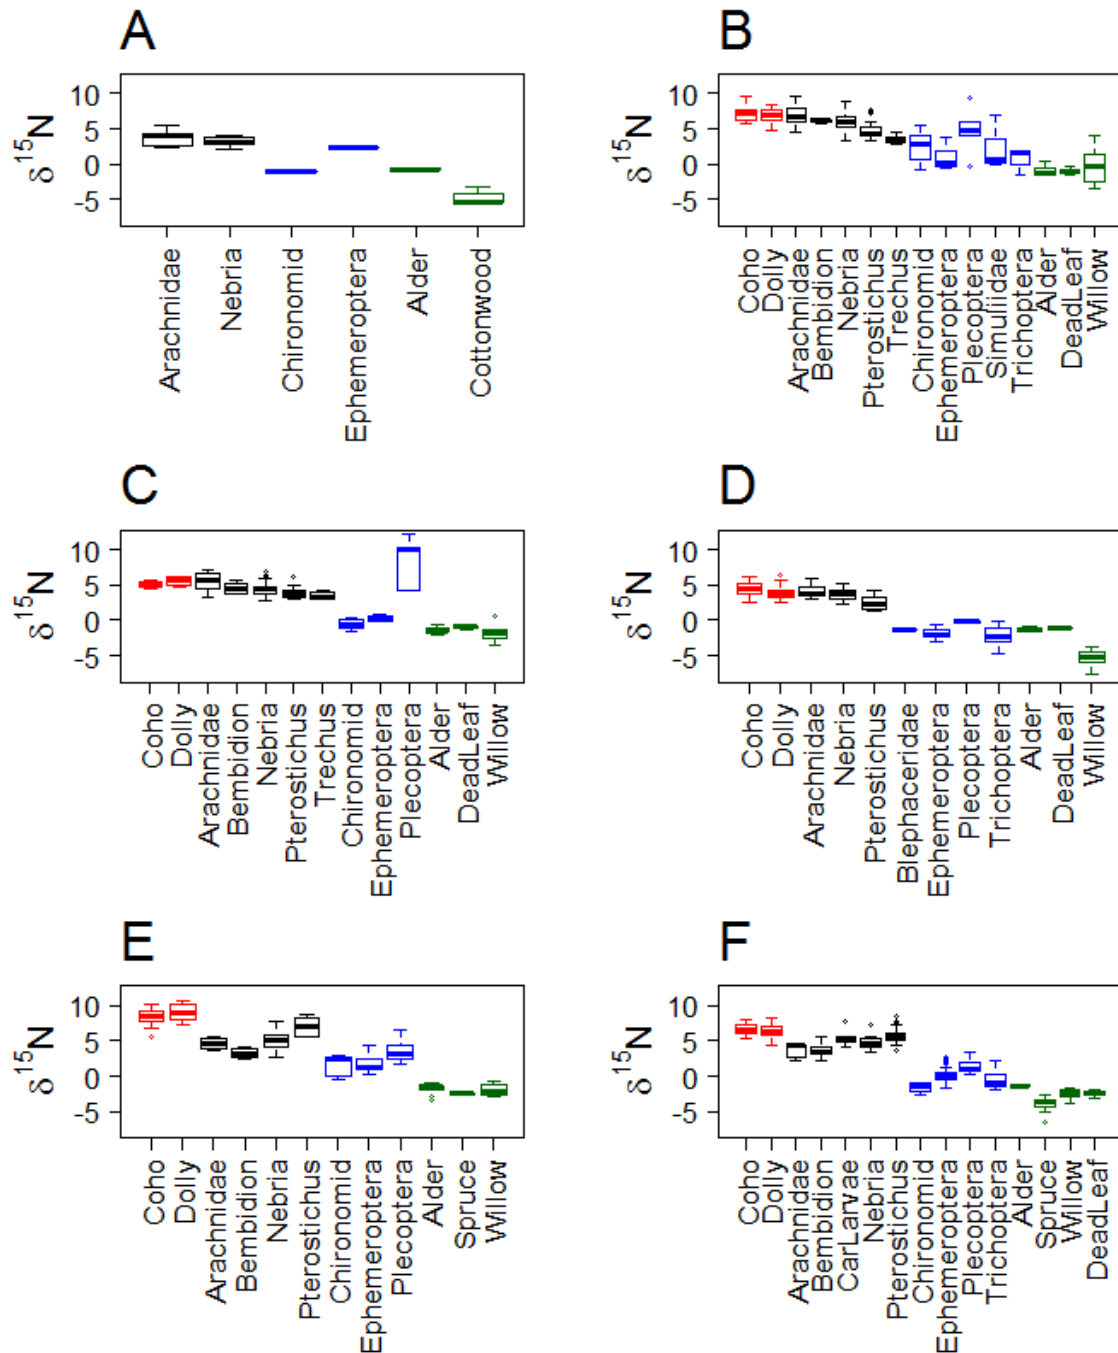 A
δ15N
10
5
0
-5
Arachnidae
Nebria
Chironomid
Ephemeroptera
Alder
Cottonwood
B
δ15N
10
5
0
-5
Coho
Dolly
Arachnidae
Bembidion
Nebria
Pterostichus
Trechus
Chironomid
Ephemeroptera
Plecoptera
Simuliidae
Trichoptera
Alder
DeadLeaf
Willow
C
δ15N
10
5
0
-5
Coho
Dolly
Arachnidae
Bembidion
Nebria
Pterostichus
Trechus
Chironomid
Ephemeroptera
Plecoptera
Alder
DeadLeaf
Willow
D
δ15N
10
5
0
-5
Coho
Dolly
Arachnidae
Nebria
Pterostichus
Blephaceridae
Ephemeroptera
Plecoptera
Trichoptera
Alder
DeadLeaf
Willow
E
δ15N
10
5
0
-5
Coho
Dolly
Arachnidae
Bembidion
Nebria
Pterostichus
Chironomid
Ephemeroptera
Plecoptera
Alder
Spruce
Willow
F
δ15N
10
5
0
-5
Coho
Dolly
Arachnidae
Bembidion
CarLarvae
Nebria
Pterostichus
Chironomid
Ephemeroptera
Plecoptera
Trichoptera
Alder
Spruce
Willow
DeadLeaf